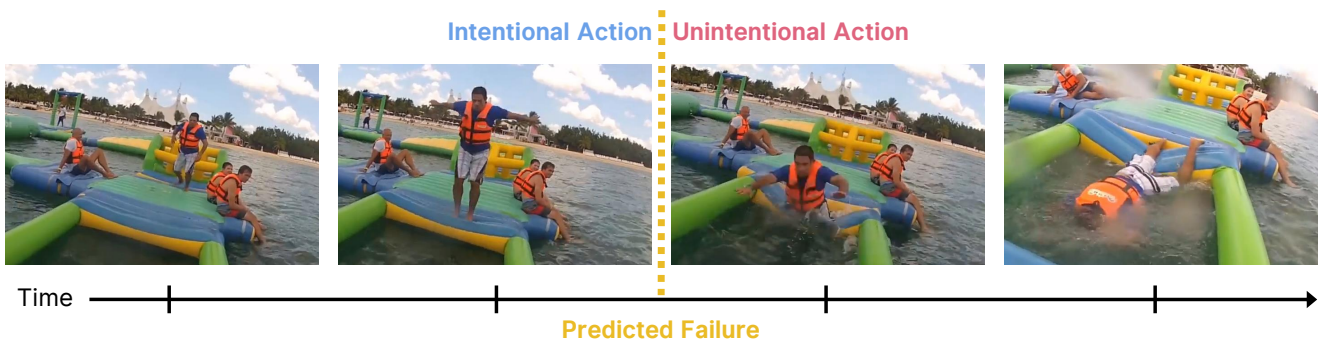 Intentional Action
Unintentional Action
Time
Predicted Failure